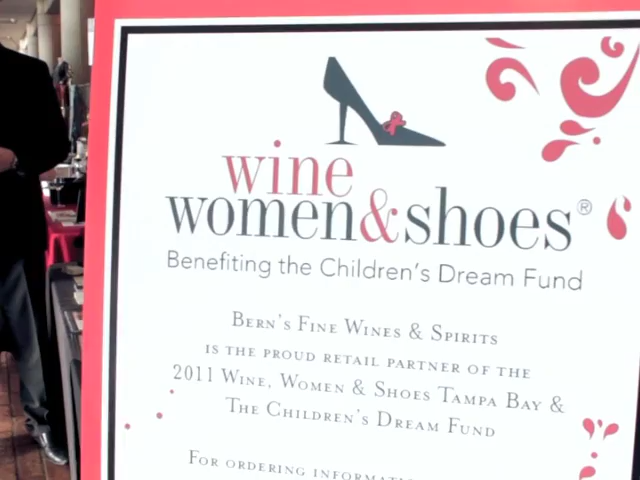 wine
women&shoes®
Benefiting the Children's Dream Fund
Bern's Fine Wines & Spirits
is the proud retail partner of the
2011 Wine, Women & Shoes Tampa Bay &
The Children's Dream Fund
For ordering